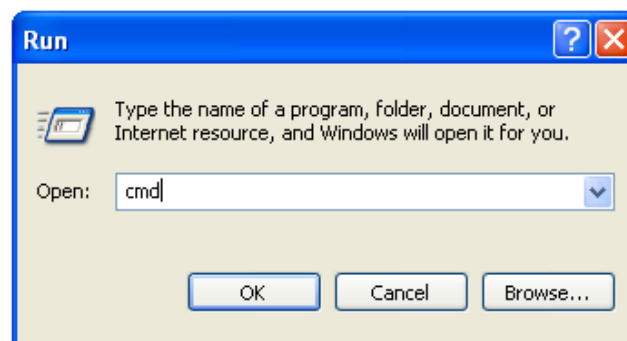 Run
Type the name of a program, folder, document, or
Internet resource, and Windows will open it for you.
Open: cmd
OK Cancel Browse...